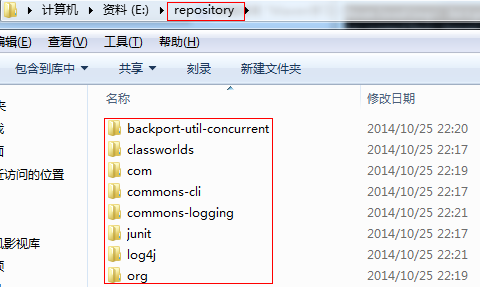 计算机 资料 (E:) repository
编辑(E) 查看(V) 工具(T) 帮助(H)
包含到库中 共享 刻录 新建文件夹
名称 修改日期
夹 backport-util-concurrent 2014/10/25 22:20
classworlds 2014/10/25 22:17
面 com 2014/10/25 22:19
近访问的位置 commons-cli 2014/10/25 22:17
commons-logging 2014/10/25 22:21
junit 2014/10/25 22:17
机影视库 log4j 2014/10/25 22:21
频 org 2014/10/25 22:19